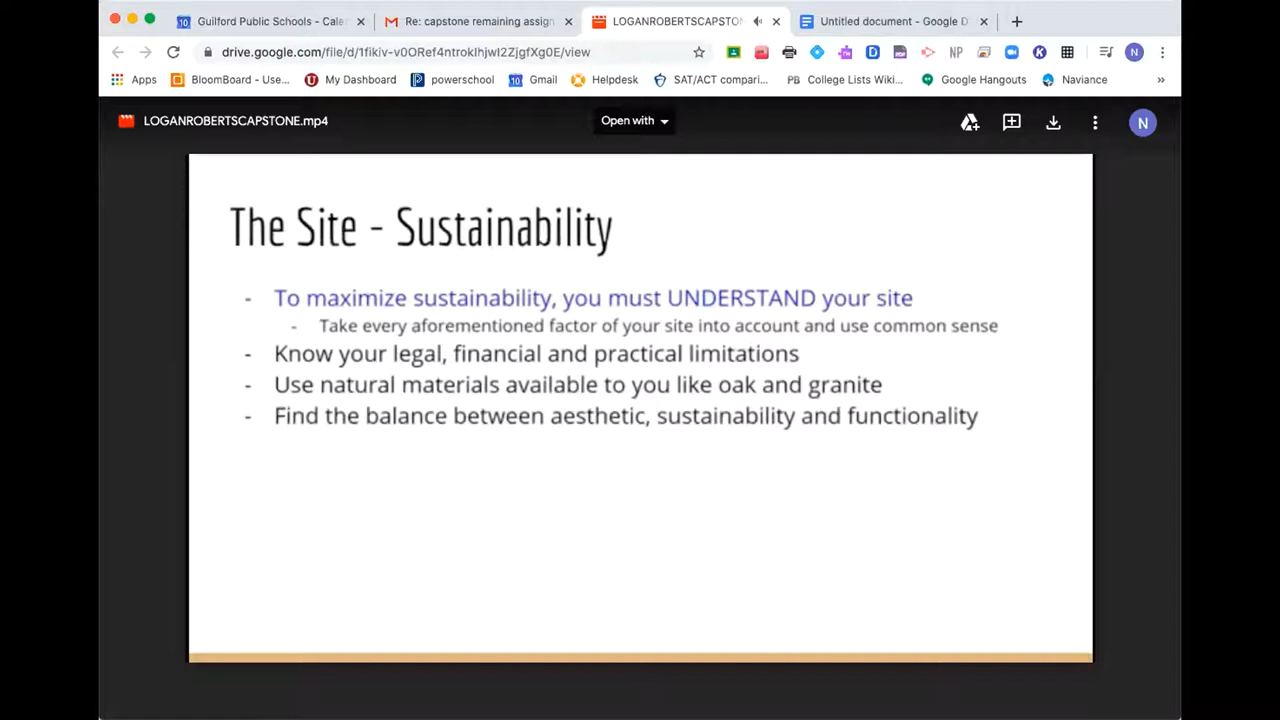 Guilford Public Schools - Cale
Re: capstone remaining assign
LOGANROBERTSCAPSTON
Untitled document - Google D
drive.google.com/file/d/1fikiv-v0ORef4ntrokIhjwI2ZjgfXg0E/view
NP
N
Apps
BloomBoard - Use...
My Dashboard
powerschool
Gmail
Helpdesk
SAT/ACT compari...
PB College Lists Wiki...
Google Hangouts
Naviance
»
LOGANROBERTSCAPSTONE.mp4
Open with
N
The Site - Sustainability
- To maximize sustainability, you must UNDERSTAND your site
- Take every aforementioned factor of your site into account and use common sense
- Know your legal, financial and practical limitations
- Use natural materials available to you like oak and granite
- Find the balance between aesthetic, sustainability and functionality